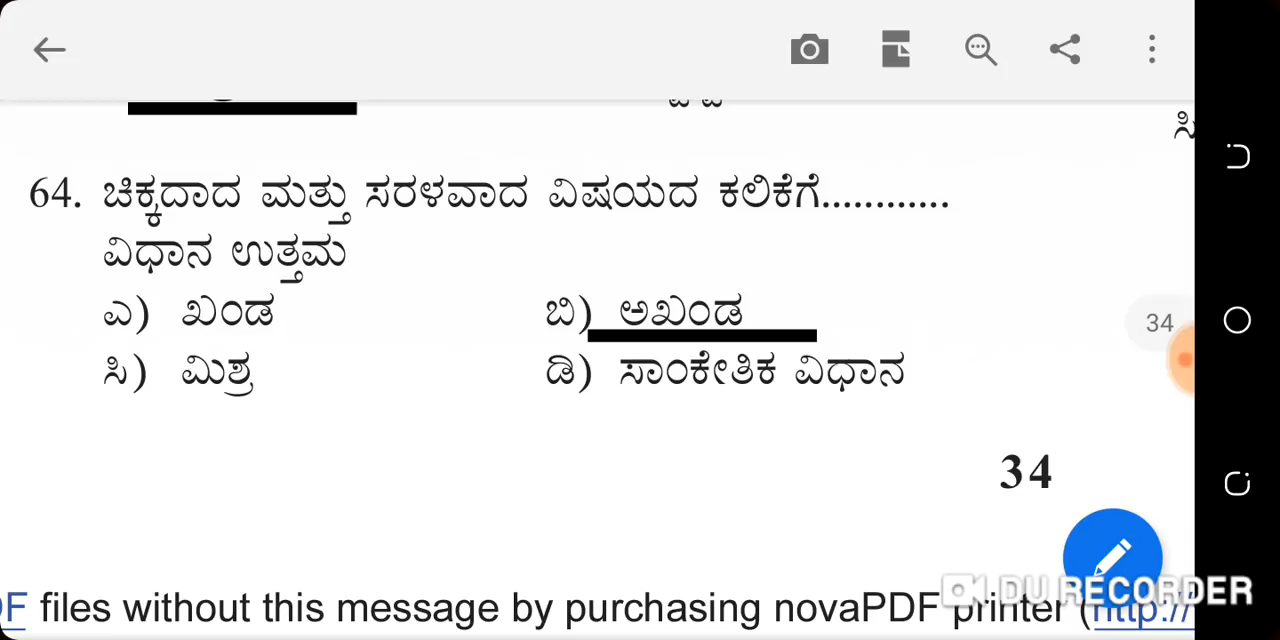 64. ಚಿಕ್ಕದಾದ ಮತ್ತು ಸರಳವಾದ ವಿಷಯದ ಕಲಿಕೆಗೆ............
ವಿಧಾನ ಉತ್ತಮ
ಎ) ಖಂಡ ಬಿ) ಅಖಂಡ
ಸಿ) ಮಿಶ್ರ ಡಿ) ಸಾಂಕೇತಿಕ ವಿಧಾನ
34
34
files without this message by purchasing novaPDF printer (http://
DU RECORDER